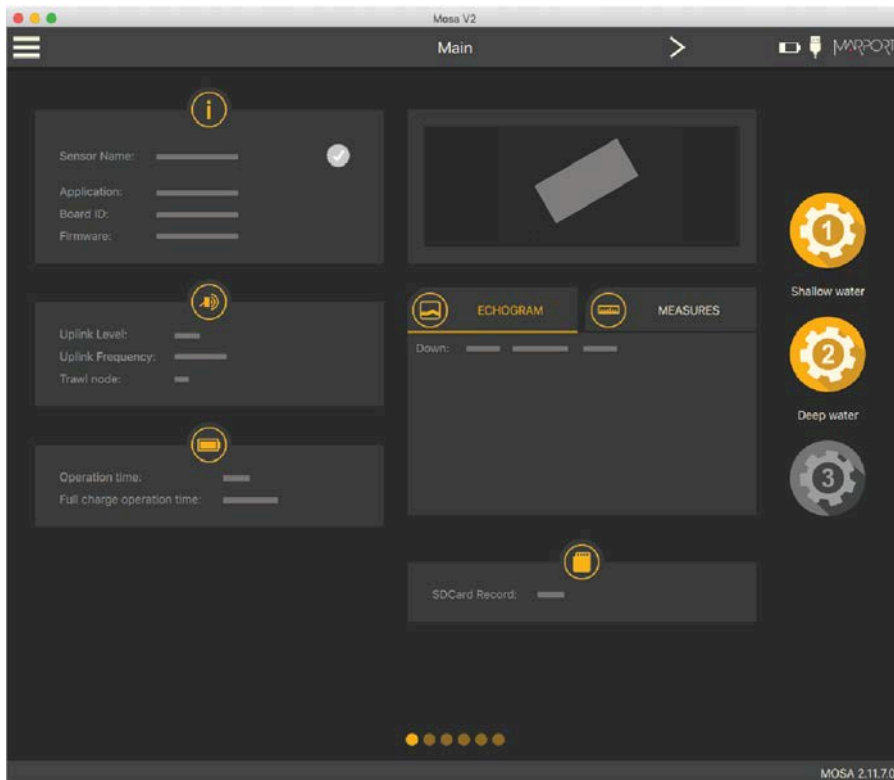 Mosa V2
Main
MARPORT
Sensor Name:
Application:
Board ID:
Firmware:
Uplink Level:
Uplink Frequency:
Trawl node:
Operation time:
Full charge operation time:
ECHOGRAM
MEASURES
Down:
SDCard Record:
1
Shallow water
2
Deep water
3
MOSA 2.11.7.0